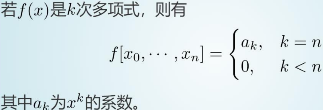 若f(x)是k次多项式，则有
f[x_0, ⋯, x_n] = { a_k, k = n
0, k < n
其中a_k为x^k的系数。